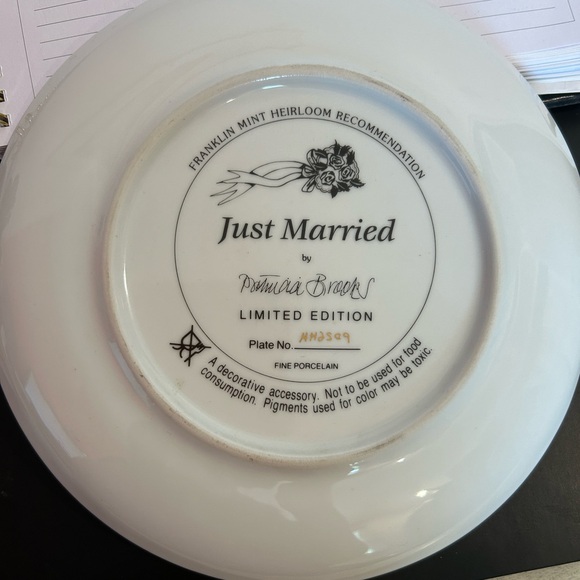 FRANKLIN MINT HEIRLOOM RECOMMENDATION
Just Married
by
Patricia Brooks
LIMITED EDITION
Plate No. HH2509
FINE PORCELAIN
A decorative accessory. Not to be used for food
consumption. Pigments used for color may be toxic.